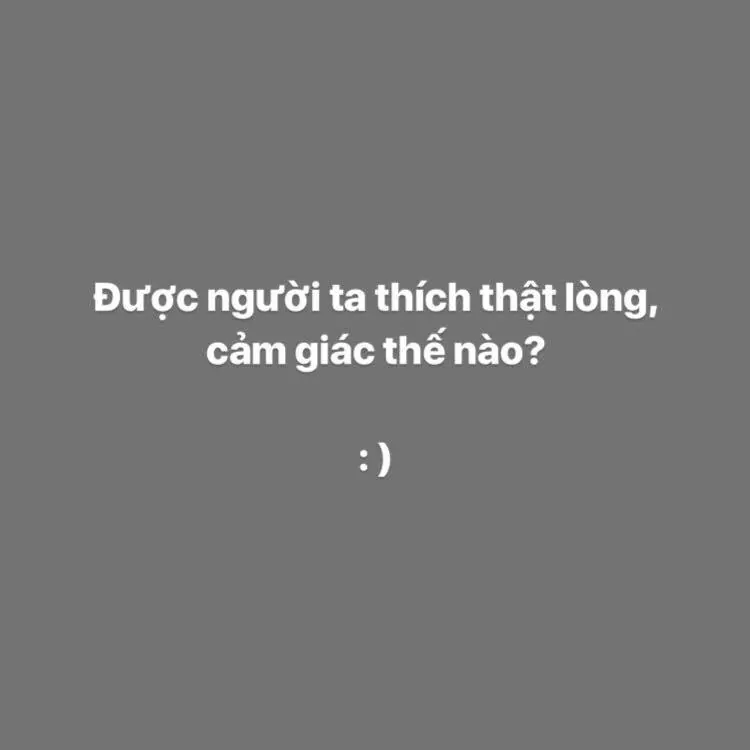 Được người ta thích thật lòng,
cảm giác thế nào?
: )